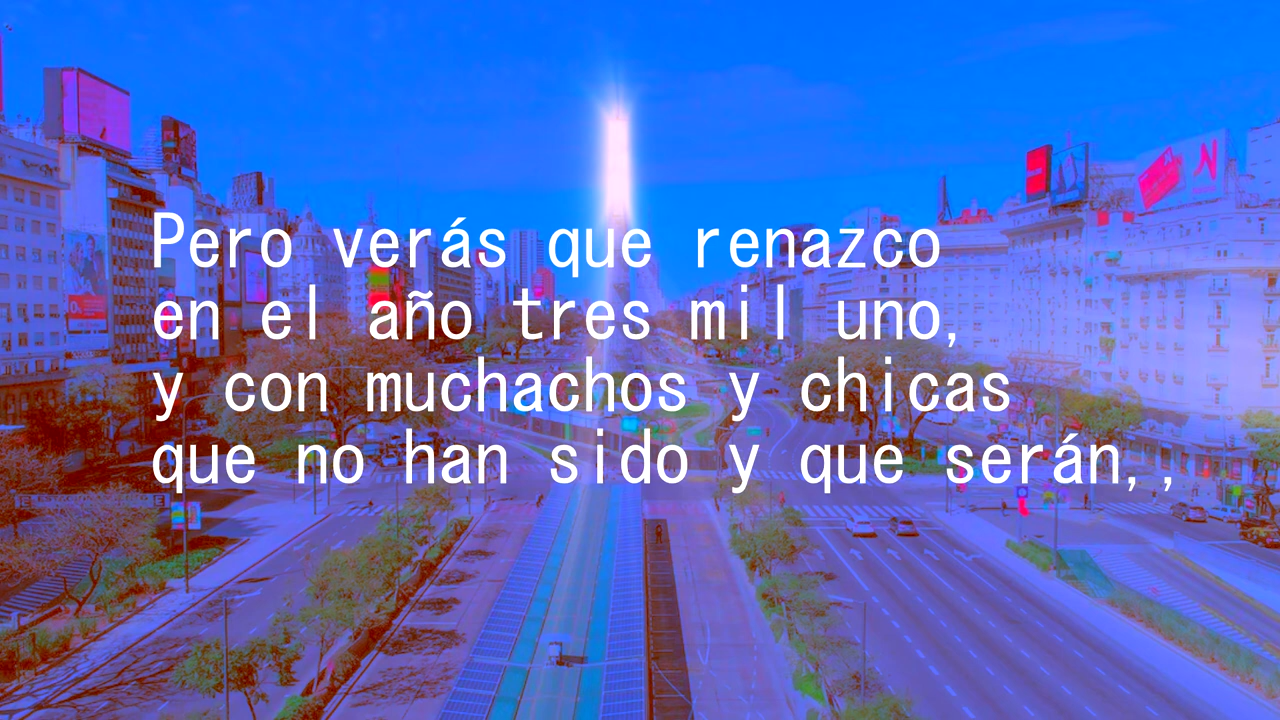 Pero verás que renazco
en el año tres mil uno,
y con muchachos y chicas
que no han sido y que serán,,